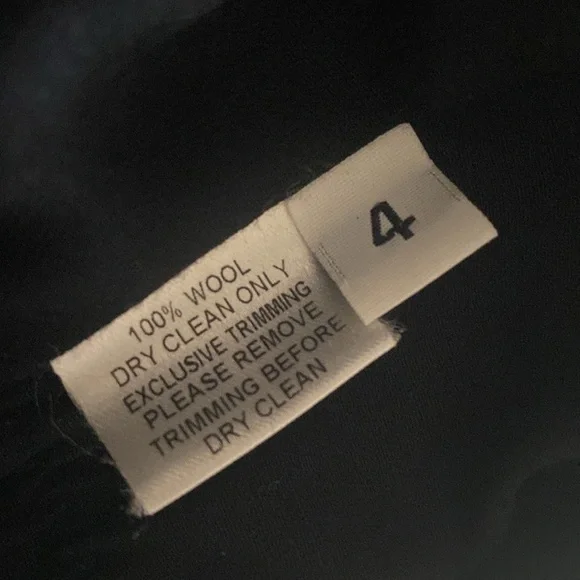 4
100% WOOL
DRY CLEAN ONLY
EXCLUSIVE TRIMMING
PLEASE REMOVE
TRIMMING BEFORE
DRY CLEAN